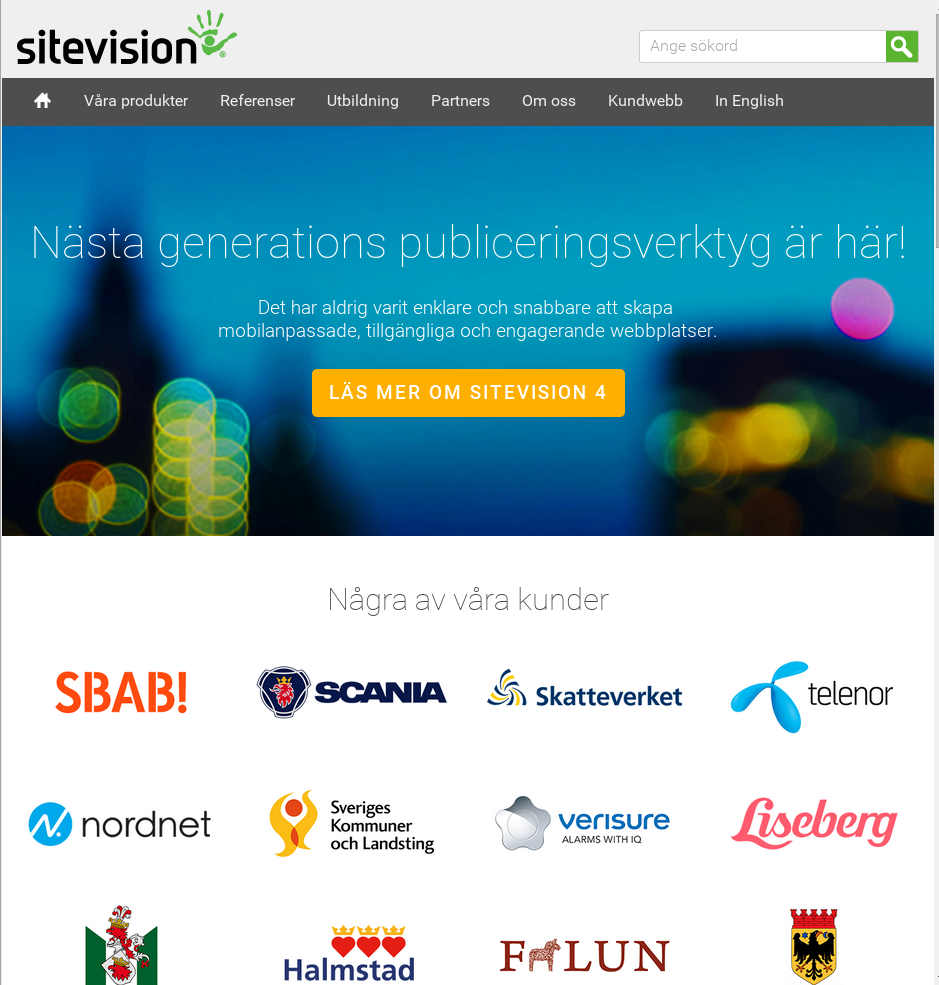 sitevision
Ange sökord
Våra produkter Referenser Utbildning Partners Om oss Kundwebb In English
Nästa generations publiceringsverktyg är här!
Det har aldrig varit enklare och snabbare att skapa
mobilanpassade, tillgängliga och engagerande webbplatser.
LÄS MER OM SITEVISION 4
Några av våra kunder
SBAB!
SCANIA
Skatteverket
telenor
nordnet
Sveriges
Kommuner
och Landsting
verisure
ALARMS WITH IQ
Liseberg
Halmstad
FALUN